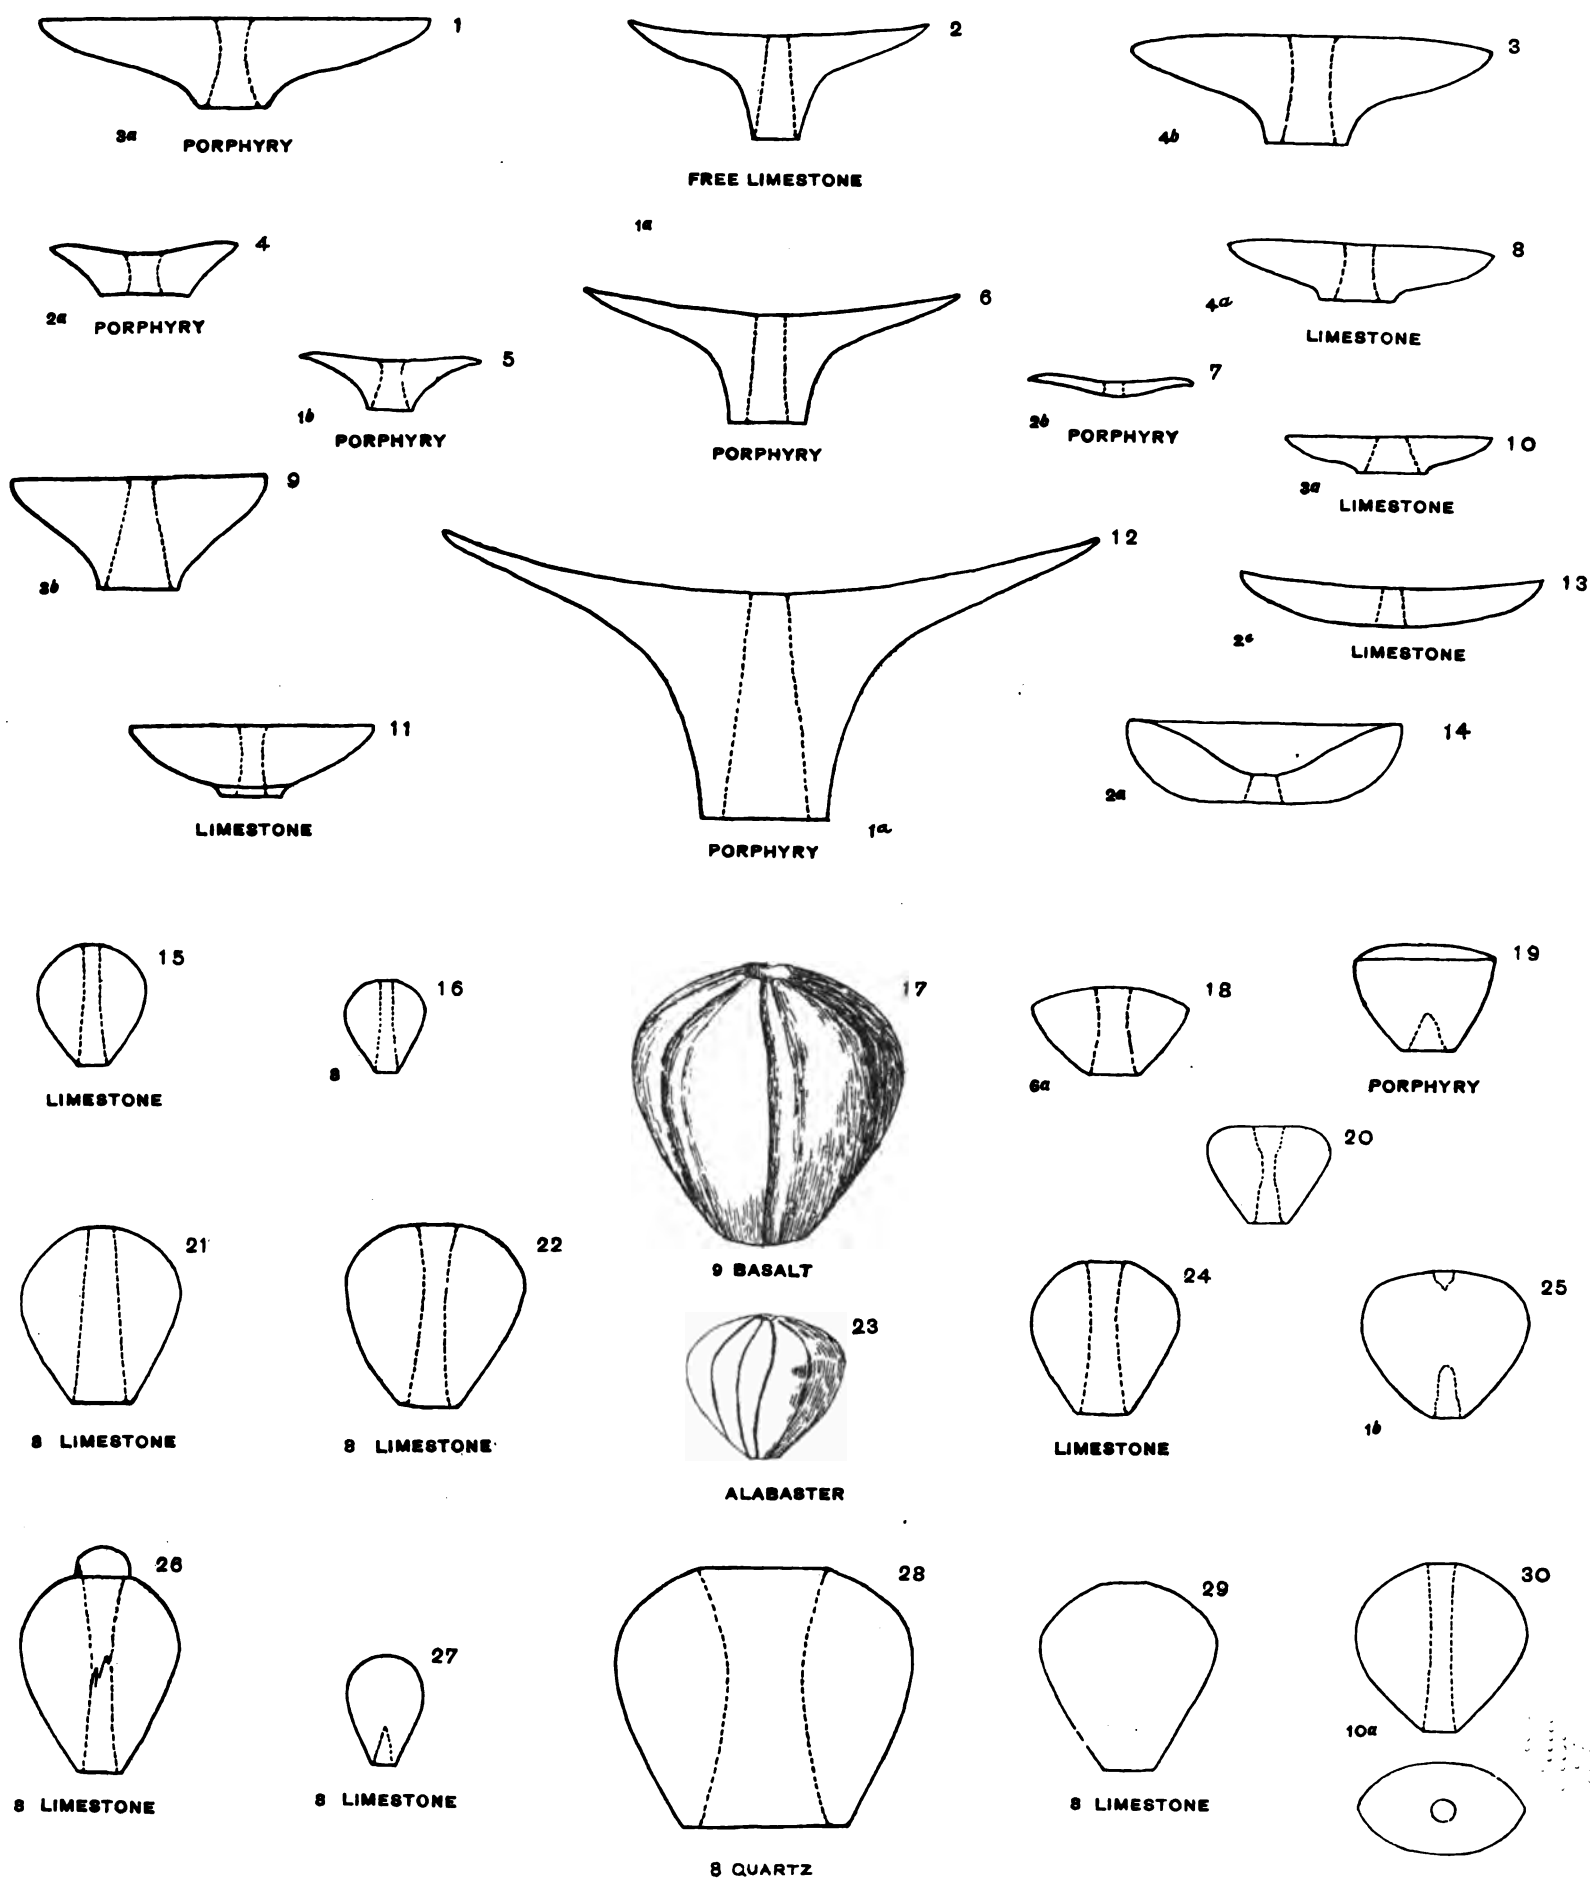 1
3a PORPHYRY
2
FREE LIMESTONE
1a
3
4b
4
2a PORPHYRY
5
1b
PORPHYRY
6
PORPHYRY
7
2b PORPHYRY
8
4a
LIMESTONE
9
3b
10
3a
LIMESTONE
11
LIMESTONE
12
1a
PORPHYRY
13
2c
LIMESTONE
14
2a
15
LIMESTONE
16
8
17
9 BASALT
18
6a
19
PORPHYRY
20
21
8 LIMESTONE
22
8 LIMESTONE
23
ALABASTER
24
LIMESTONE
25
1b
26
8 LIMESTONE
27
8 LIMESTONE
28
8 QUARTZ
29
8 LIMESTONE
30
10a